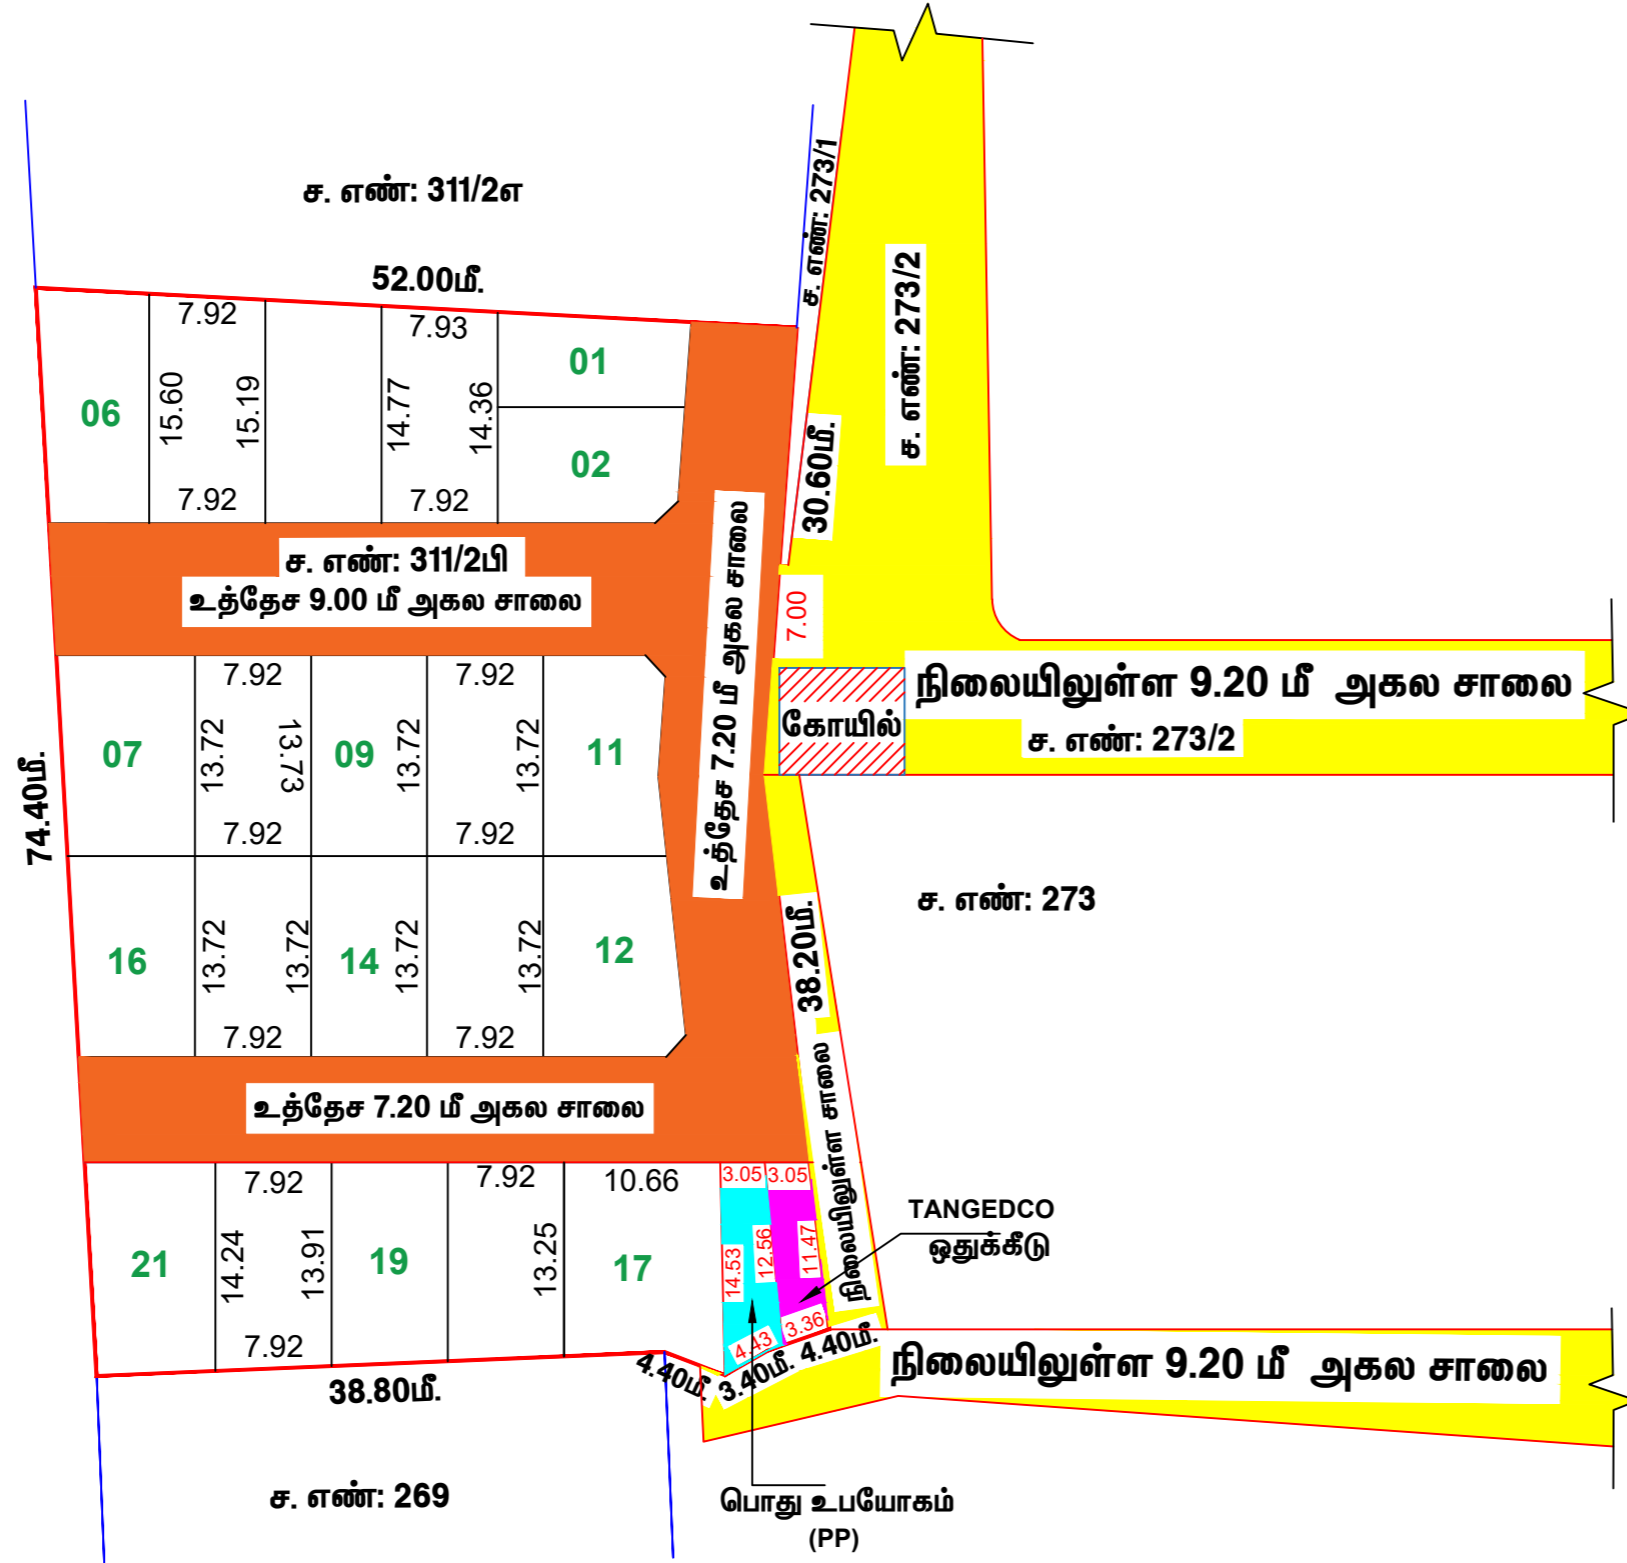 ச. எண்: 311/2எ
52.00மீ.
ச. எண்: 273/1
ச. எண்: 273/2
7.92
7.93
01
06
15.60
15.19
14.77
14.36
02
7.92
7.92
30.60மீ.
ச. எண்: 311/2பி
உத்தேச 9.00 மீ அகல சாலை
உத்தேச 7.20 மீ அகல சாலை
7.00
நிலையிலுள்ள 9.20 மீ அகல சாலை
கோயில்
ச. எண்: 273/2
74.40மீ.
7.92
7.92
07
13.72
13.73
09
13.72
13.72
11
7.92
7.92
ச. எண்: 273
38.20மீ.
16
13.72
13.72
14
13.72
13.72
12
7.92
7.92
நிலையிலுள்ள சாலை
உத்தேச 7.20 மீ அகல சாலை
7.92
7.92
10.66
3.05
3.05
TANGEDCO
ஒதுக்கீடு
21
14.24
13.91
19
13.25
17
14.53
12.56
11.47
7.92
4.43
3.36
4.40மீ.
3.40மீ.
4.40மீ.
நிலையிலுள்ள 9.20 மீ அகல சாலை
38.80மீ.
ச. எண்: 269
பொது உபயோகம்
(PP)